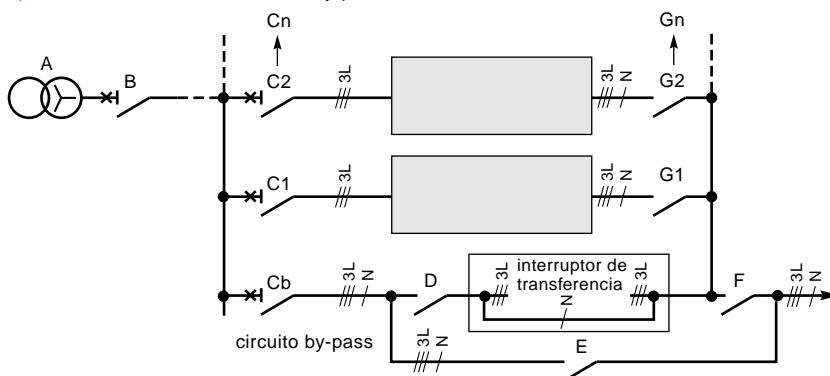 Cn
Gn
A
B
C2
3L
3L
N
G2
C1
3L
3L
N
G1
Cb
3L
N
D
3L
interruptor de
transferencia
3L
N
F
3L
N
circuito by-pass
3L
N
E